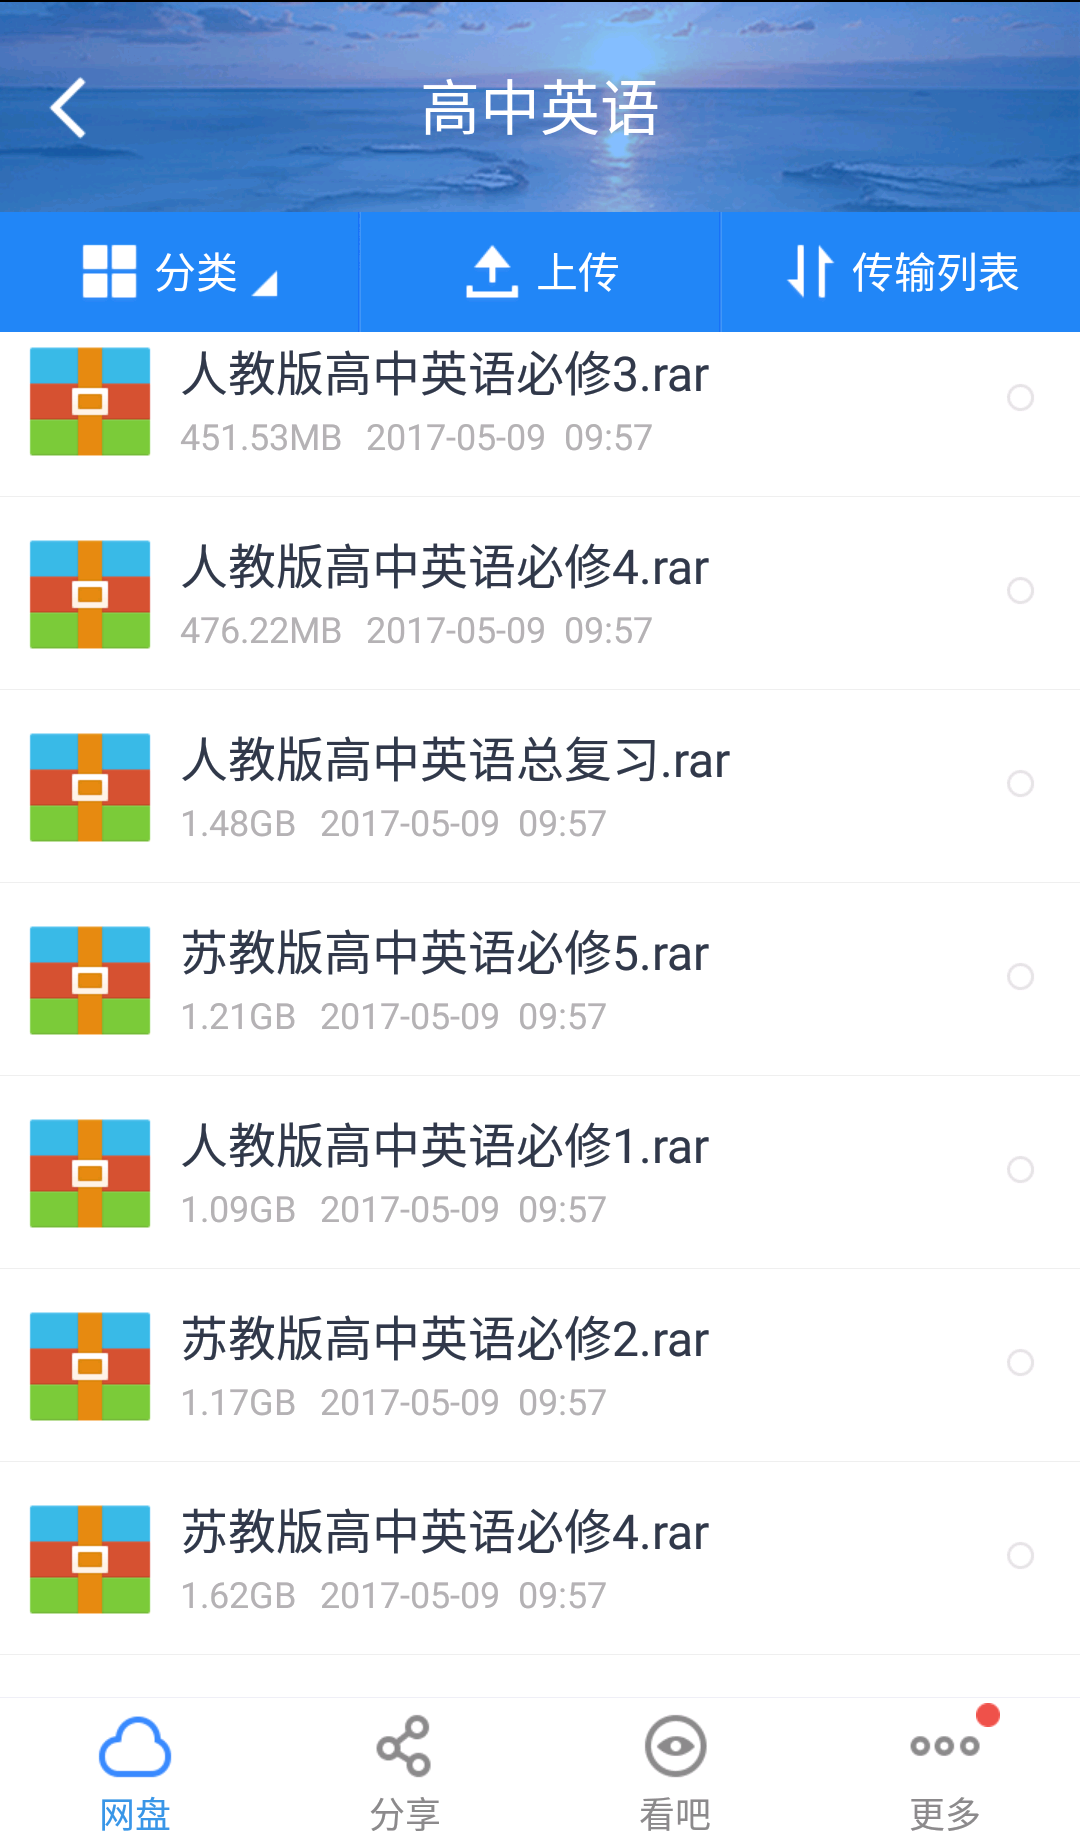 高中英语
分类
上传
传输列表
人教版高中英语必修3.rar
451.53MB 2017-05-09 09:57
人教版高中英语必修4.rar
476.22MB 2017-05-09 09:57
人教版高中英语总复习.rar
1.48GB 2017-05-09 09:57
苏教版高中英语必修5.rar
1.21GB 2017-05-09 09:57
人教版高中英语必修1.rar
1.09GB 2017-05-09 09:57
苏教版高中英语必修2.rar
1.17GB 2017-05-09 09:57
苏教版高中英语必修4.rar
1.62GB 2017-05-09 09:57
网盘
分享
看吧
更多